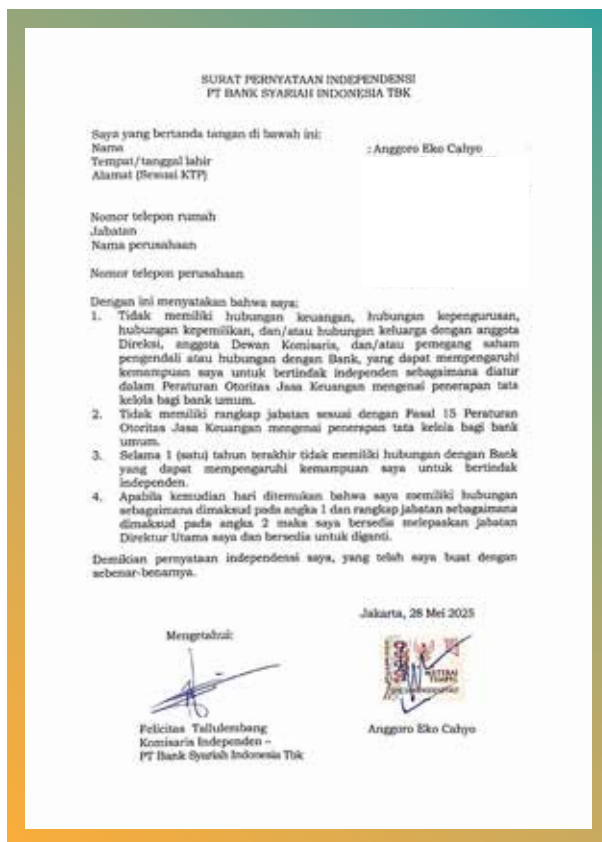 SURAT PERNYATAAN INDEPENDENSI
PT BANK SYARIAH INDONESIA TBK
Saya yang bertanda tangan di bawah ini:
Nama : Anggoro Eko Cahyo
Tempat/tanggal lahir
Alamat (Sesuai KTP)
Nomor telepon rumah
Jabatan
Nama perusahaan
Nomor telepon perusahaan
Dengan ini menyatakan bahwa saya:
1. Tidak memiliki hubungan keuangan, hubungan kepengurusan,
hubungan kepemilikan, dan/atau hubungan keluarga dengan anggota
Direksi, anggota Dewan Komisaris, dan/atau pemegang saham
pengendali atau hubungan dengan Bank, yang dapat mempengaruhi
kemampuan saya untuk bertindak independen sebagaimana diatur
dalam Peraturan Otoritas Jasa Keuangan mengenai penerapan tata
kelola bagi bank umum.
2. Tidak memiliki rangkap jabatan sesuai dengan Pasal 15 Peraturan
Otoritas Jasa Keuangan mengenai penerapan tata kelola bagi bank
umum.
3. Selama 1 (satu) tahun terakhir tidak memiliki hubungan dengan Bank
yang dapat mempengaruhi kemampuan saya untuk bertindak
independen.
4. Apabila kemudian hari ditemukan bahwa saya memiliki hubungan
sebagaimana dimaksud pada angka 1 dan rangkap jabatan sebagaimana
dimaksud pada angka 2 maka saya bersedia melepaskan jabatan
Direktur Utama saya dan bersedia untuk diganti.
Demikian pernyataan independensi saya, yang telah saya buat dengan
sebenar-benarnya.
Jakarta, 28 Mei 2025
Mengetahui:
METERAI
TEMPEL
Felicitas Tallulembang
Komisaris Independen –
PT Bank Syariah Indonesia Tbk
Anggoro Eko Cahyo